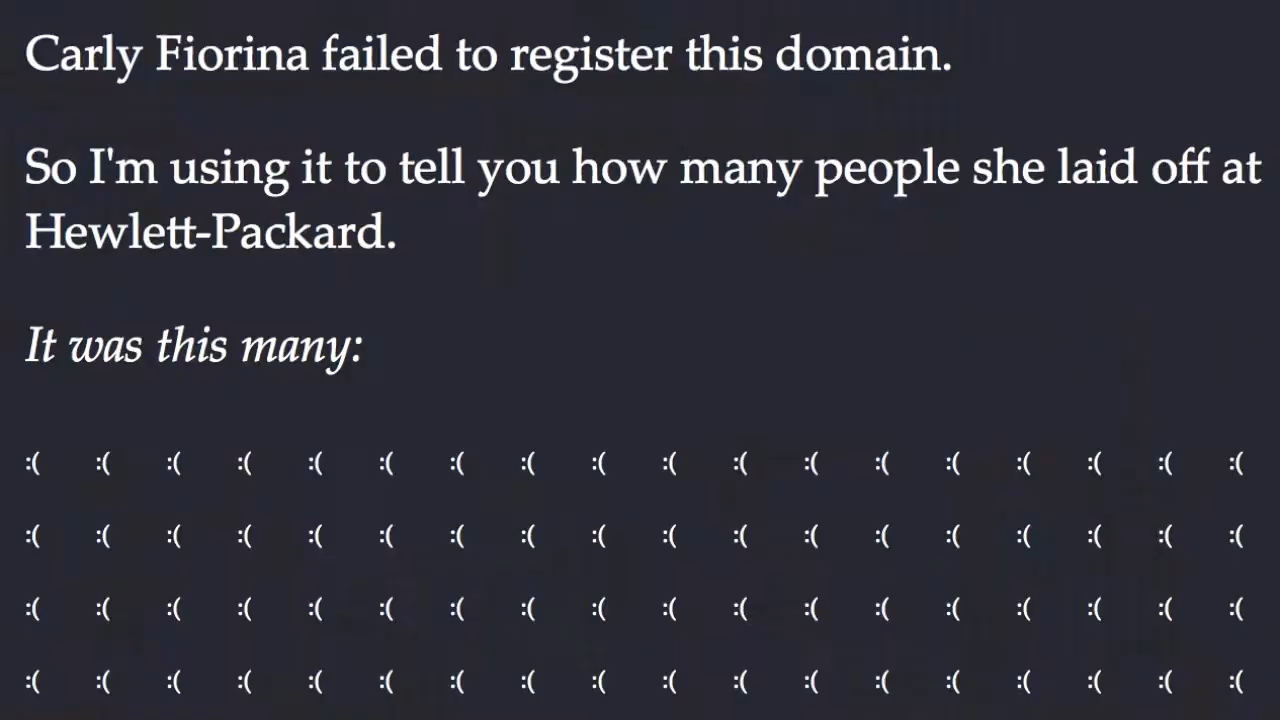 Carly Fiorina failed to register this domain.
So I'm using it to tell you how many people she laid off at
Hewlett-Packard.
It was this many:
:( :( :( :( :( :( :( :( :( :( :( :( :( :( :( :( :( :(
:( :( :( :( :( :( :( :( :( :( :( :( :( :( :( :( :( :(
:( :( :( :( :( :( :( :( :( :( :( :( :( :( :( :( :( :(
:( :( :( :( :( :( :( :( :( :( :( :( :( :( :( :( :( :(